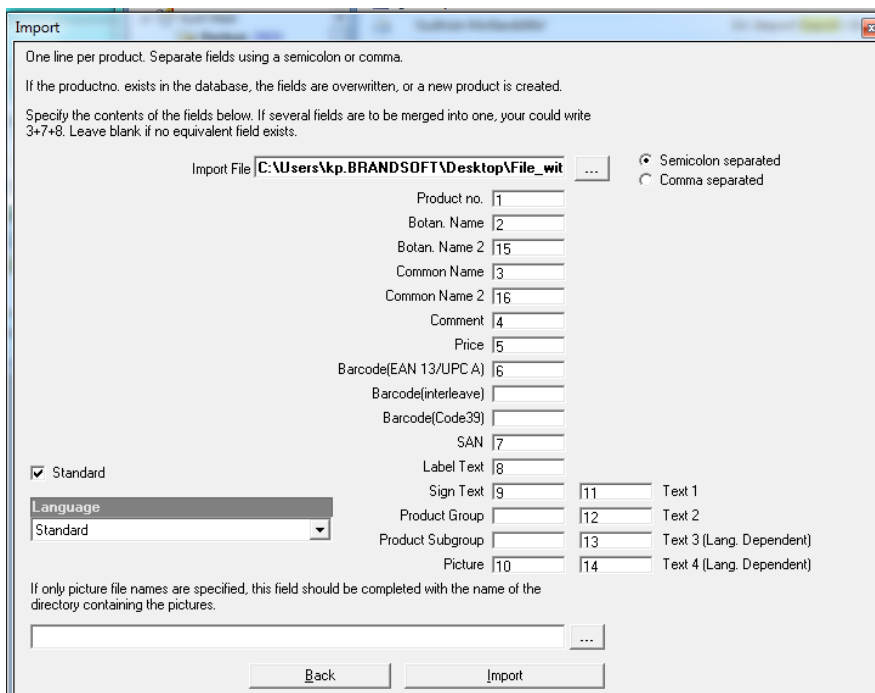 Import
One line per product. Separate fields using a semicolon or comma.
If the productno. exists in the database, the fields are overwritten, or a new product is created.
Specify the contents of the fields below. If several fields are to be merged into one, your could write
3+7+8. Leave blank if no equivalent field exists.
Import File C:\Users\kp.BRANDSOFT\Desktop\File_wit ... Semicolon separated
Comma separated
Product no. 1
Botan. Name 2
Botan. Name 2 15
Common Name 3
Common Name 2 16
Comment 4
Price 5
Barcode(EAN 13/UPC A) 6
Barcode(interleave)
Barcode(Code39)
SAN 7
Standard Label Text 8
Language Sign Text 9 11 Text 1
Standard Product Group 12 Text 2
Product Subgroup 13 Text 3 (Lang. Dependent)
Picture 10 14 Text 4 (Lang. Dependent)
If only picture file names are specified, this field should be completed with the name of the
directory containing the pictures.
...
Back Import